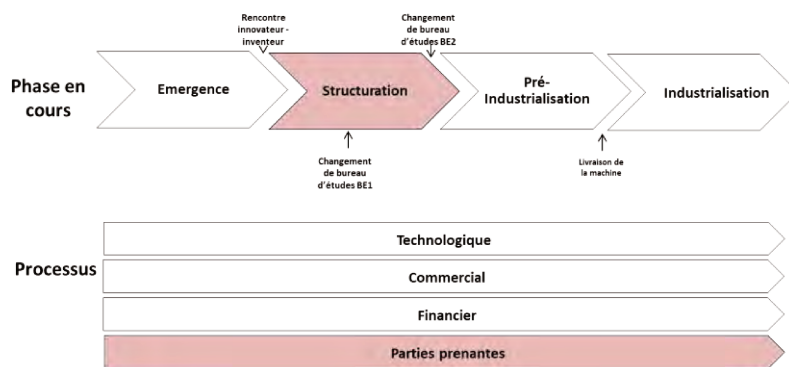 Rencontre
innovateur -
inventeur
Changement de
bureau
d'études BE2
Phase en
cours
Emergence
Structuration
Pré-
Industrialisation
Industrialisation
Changement
de bureau
d'études BE1
Livraison de
la machine
Processus
Technologique
Commercial
Financier
Parties prenantes